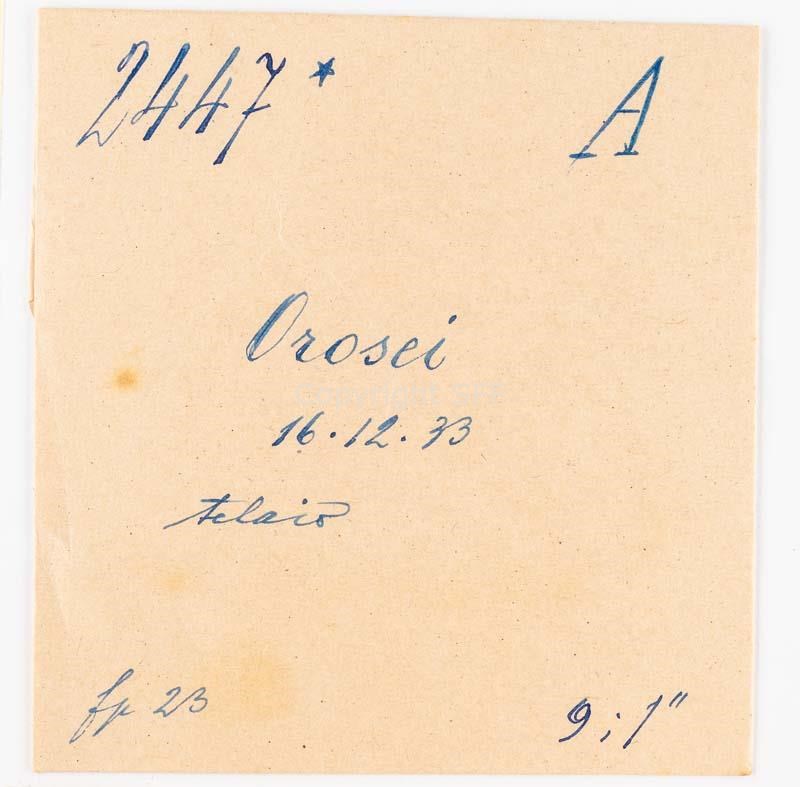 2447* A
Orosei
16.12.33
telaio
fp 23
9 ; 1"